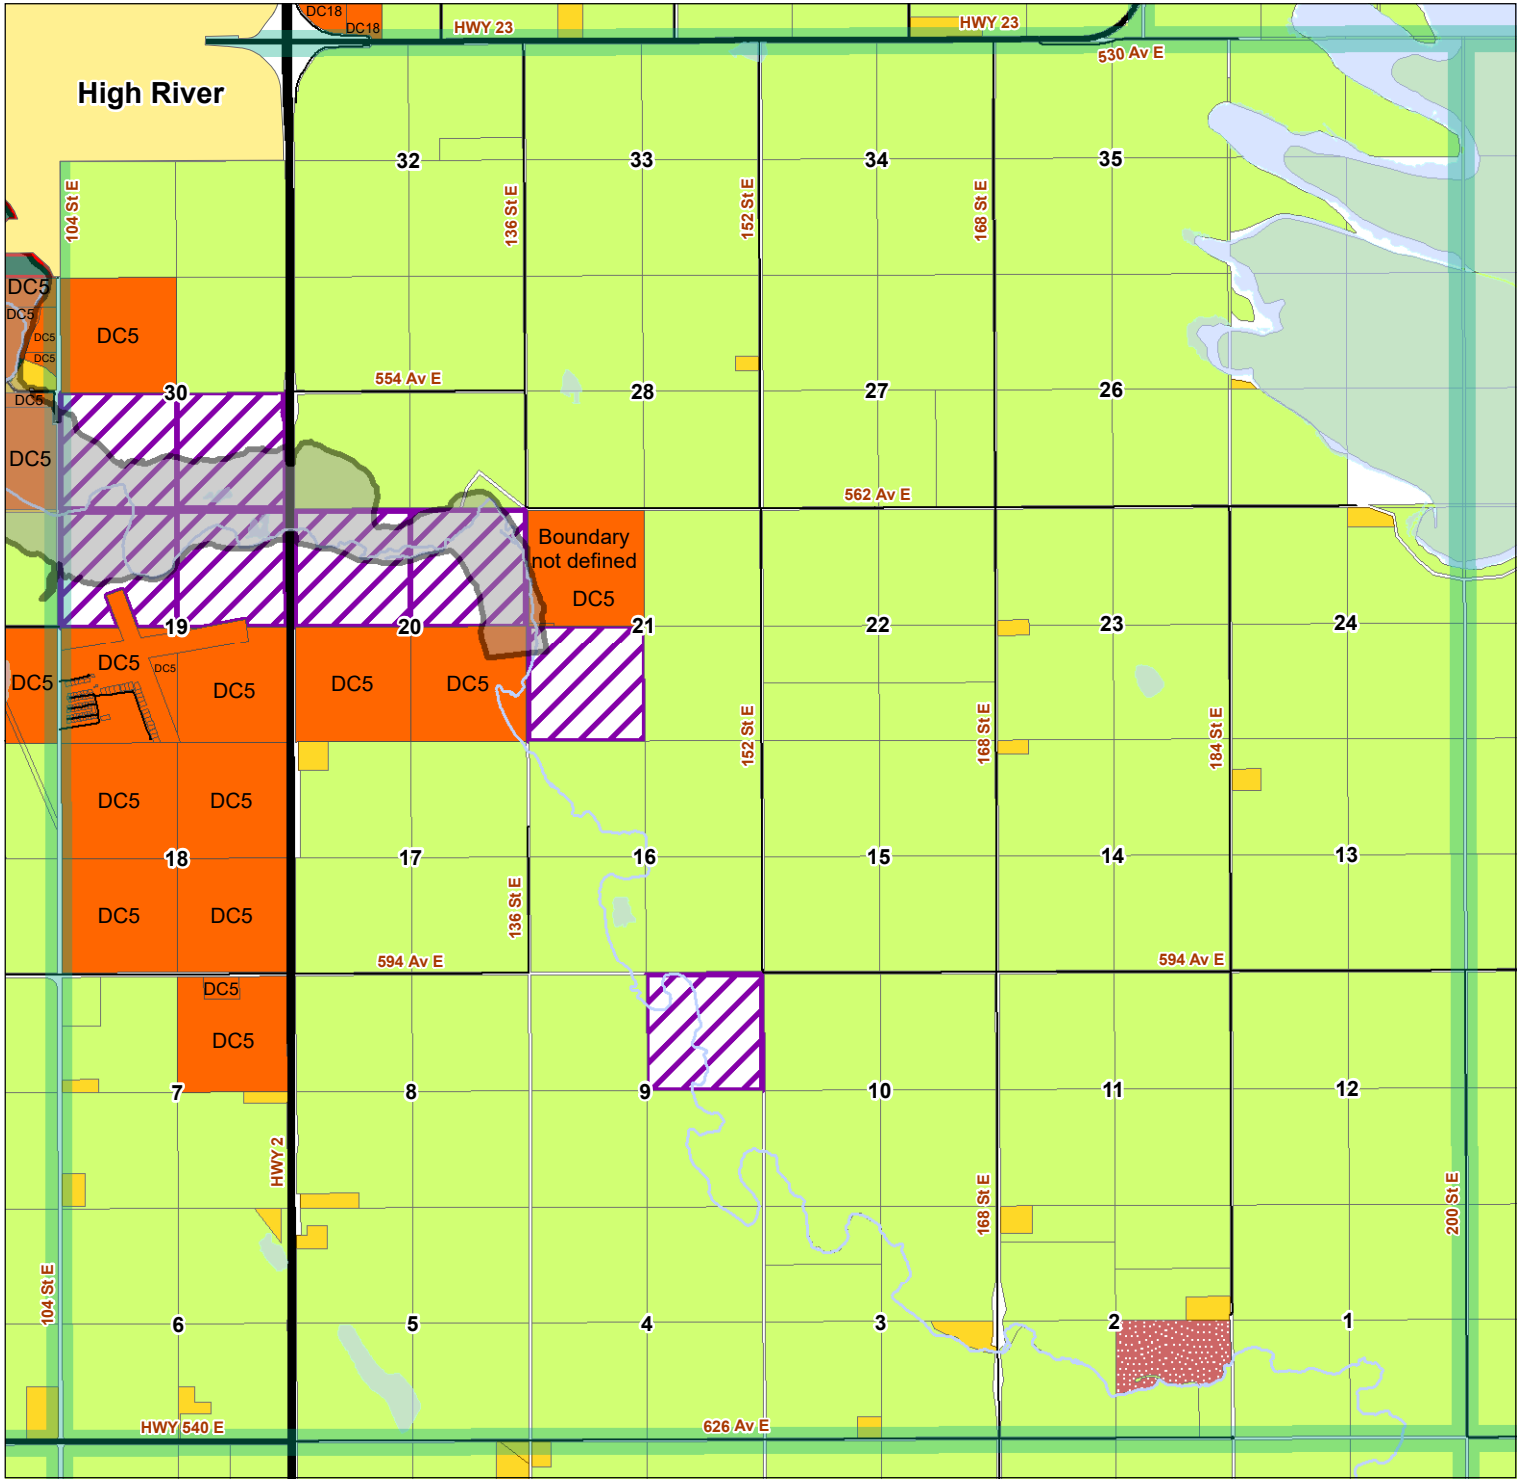 DC18
DC18
HWY 23
HWY 23
530 Av E
High River
32
33
34
35
104 St E
136 St E
152 St E
168 St E
DC5
DC5
DC5
DC5
DC5
554 Av E
30
28
27
26
DC5
DC5
562 Av E
Boundary
not defined
DC5
19
20
21
22
23
24
DC5
DC5
DC5
DC5
DC5
DC5
152 St E
168 St E
184 St E
DC5
DC5
18
17
16
15
14
13
DC5
DC5
136 St E
594 Av E
594 Av E
DC5
DC5
7
8
9
10
11
12
HWY 2
168 St E
200 St E
104 St E
6
5
4
3
2
1
HWY 540 E
626 Av E